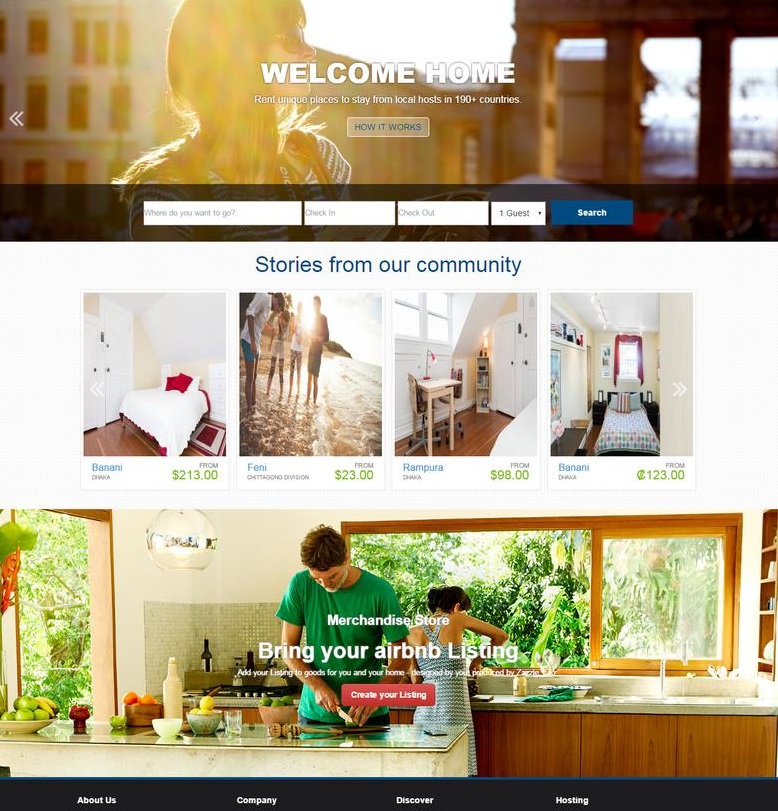 WELCOME HOME
Rent unique places to stay from local hosts in 190+ countries.
HOW IT WORKS
Where do you want to go?
Check In
Check Out
1 Guest
Search
Stories from our community
Banani
DHAKA
FROM
$213.00
Feni
CHITTAGONG DIVISION
FROM
$23.00
Rampura
DHAKA
FROM
$98.00
Banani
DHAKA
FROM
₡123.00
Merchandise Store
Bring your airbnb Listing
Add your Listing to goods for you and your home - designed by you, produced by Zazzle.
Create your Listing
About Us
Company
Discover
Hosting